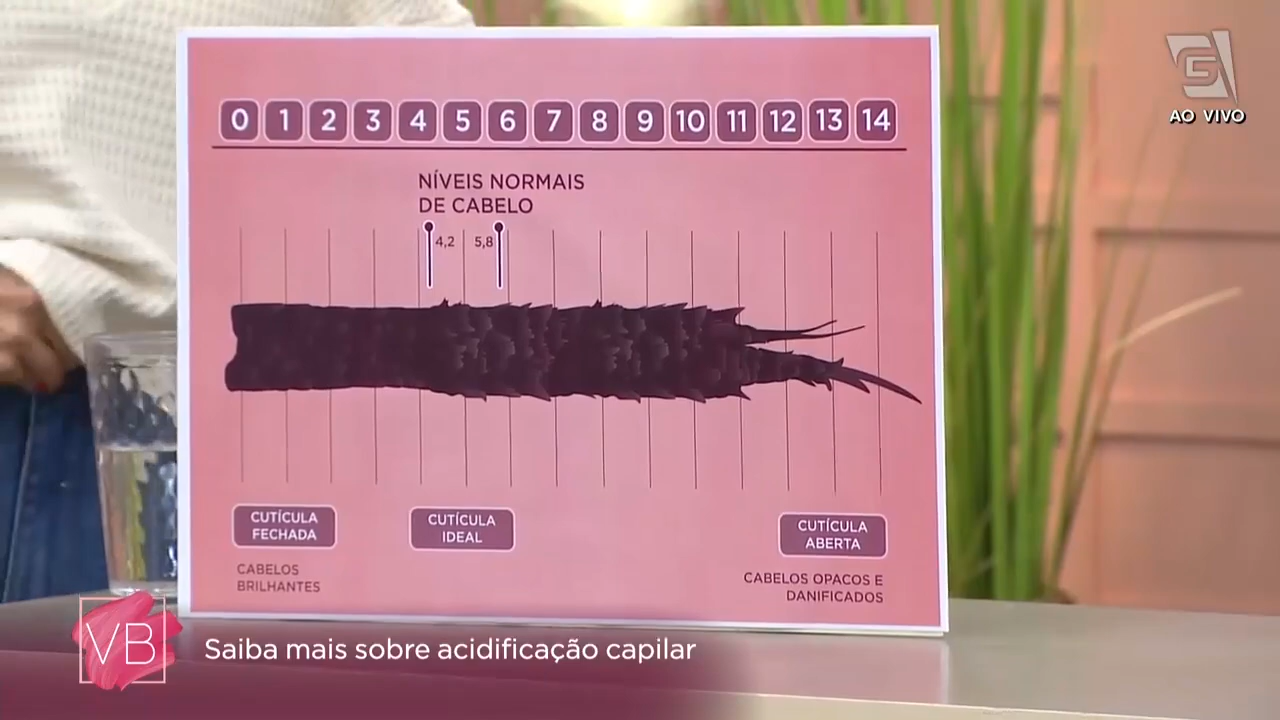 AO VIVO
0 1 2 3 4 5 6 7 8 9 10 11 12 13 14
NÍVEIS NORMAIS
DE CABELO
4,2 5,8
CUTÍCULA
FECHADA
CABELOS
BRILHANTES
CUTÍCULA
IDEAL
CUTÍCULA
ABERTA
CABELOS OPACOS E
DANIFICADOS
VB
Saiba mais sobre acidificação capilar